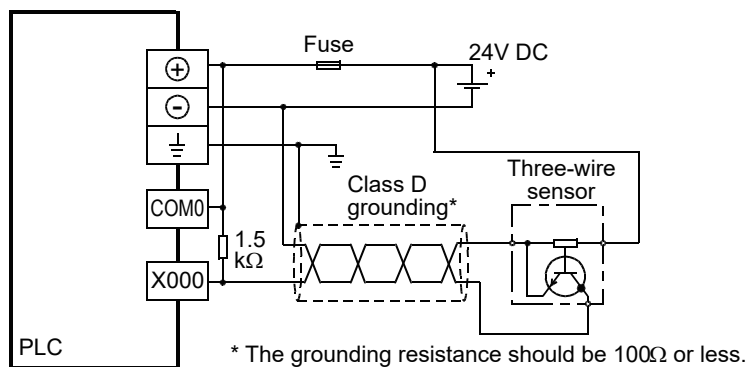 Fuse
24V DC
+
+
-
COM0
1.5
kΩ
X000
Class D
grounding*
Three-wire
sensor
PLC
* The grounding resistance should be 100Ω or less.